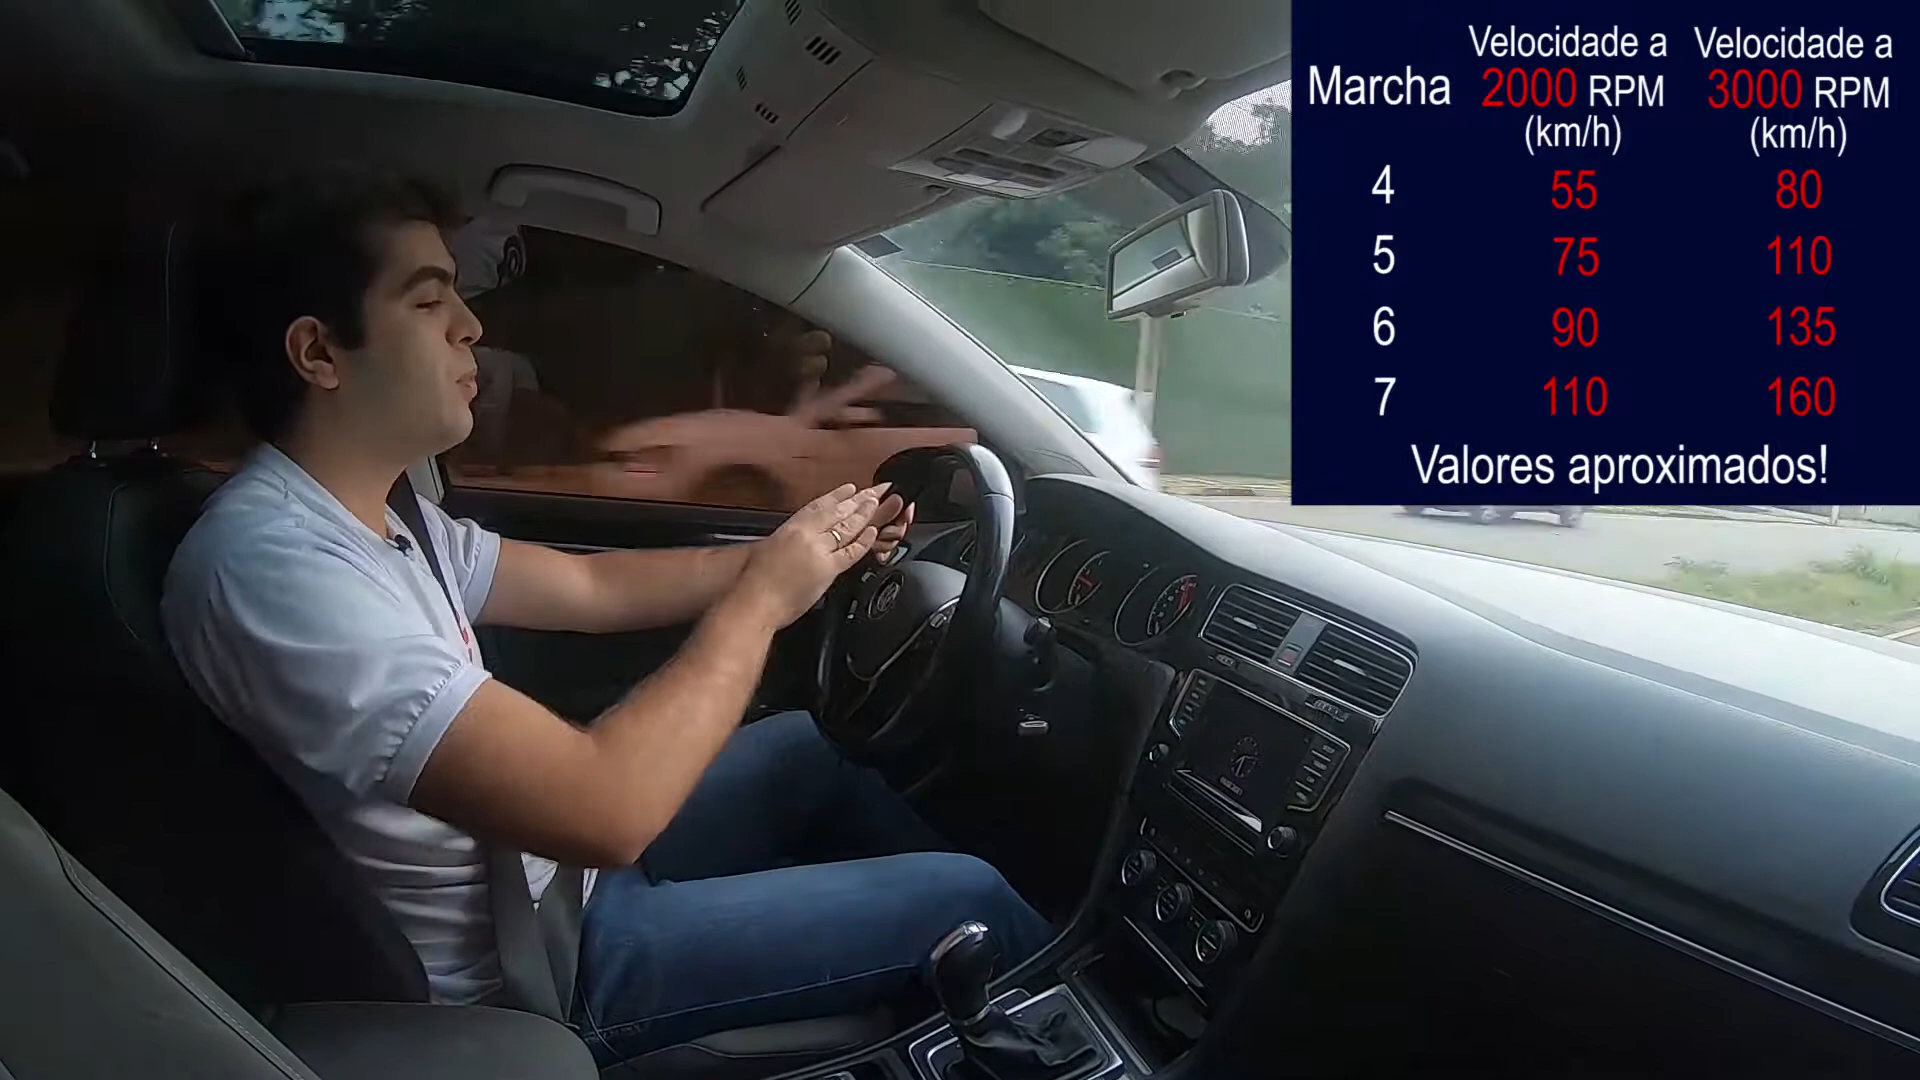 Marcha
Velocidade a
2000 RPM
(km/h)
Velocidade a
3000 RPM
(km/h)
4 55 80
5 75 110
6 90 135
7 110 160
Valores aproximados!